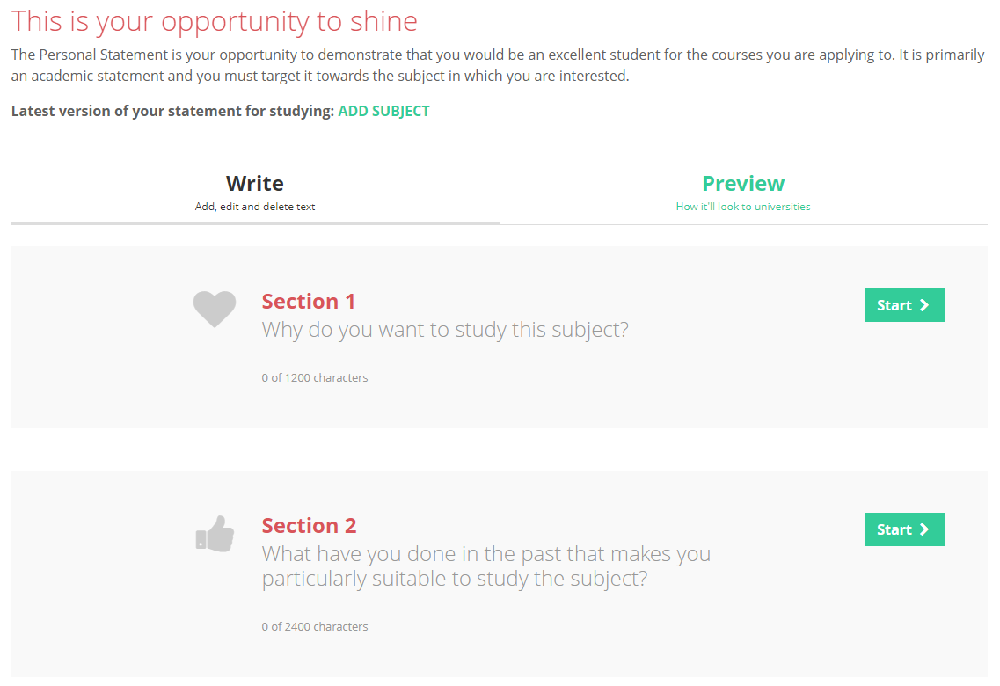 This is your opportunity to shine
The Personal Statement is your opportunity to demonstrate that you would be an excellent student for the courses you are applying to. It is primarily
an academic statement and you must target it towards the subject in which you are interested.
Latest version of your statement for studying: ADD SUBJECT
Write
Add, edit and delete text
Preview
How it'll look to universities
Section 1
Why do you want to study this subject?
0 of 1200 characters
Start
Section 2
What have you done in the past that makes you
particularly suitable to study the subject?
0 of 2400 characters
Start